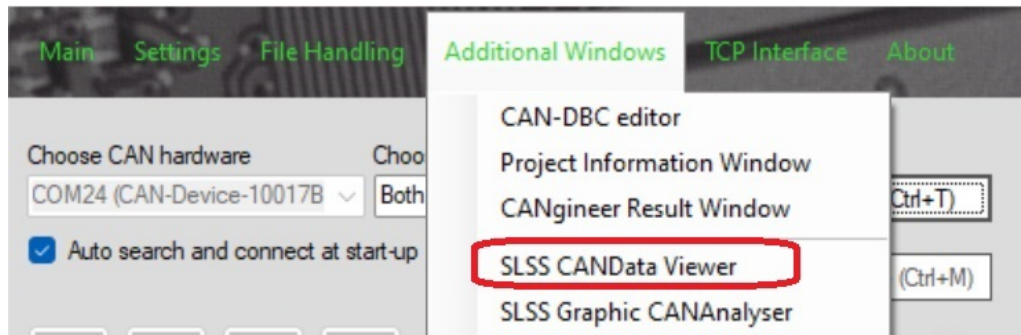 Main Settings File Handling Additional Windows TCP Interface About
CAN-DBC editor
Choose CAN hardware
Project Information Window
COM24 (CAN-Device-10017B
Both
CANgineer Result Window
Ctrl+T)
Auto search and connect at start-up
SLSS CANData Viewer
(Ctrl+M)
SLSS Graphic CANAnalyser